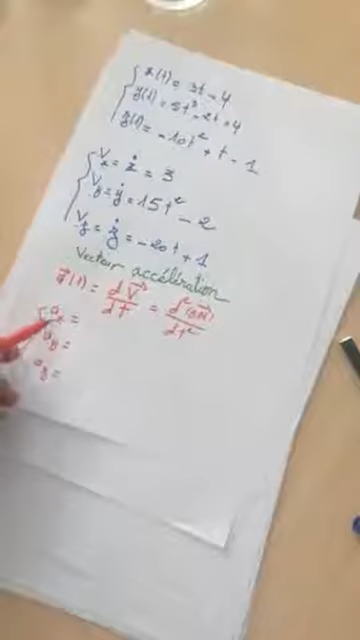 x(t) = 3t - 4
y(t) = 5t³ - 2t + 4
z(t) = -10t² + t - 1
Vx = ẋ = 3
Vy = ẏ = 15t² - 2
Vz = ż = -20t + 1
Vecteur accélération
γ⃗(t) = dV⃗/dt = d²(OM⃗)/dt²
ax =
ay =
az =